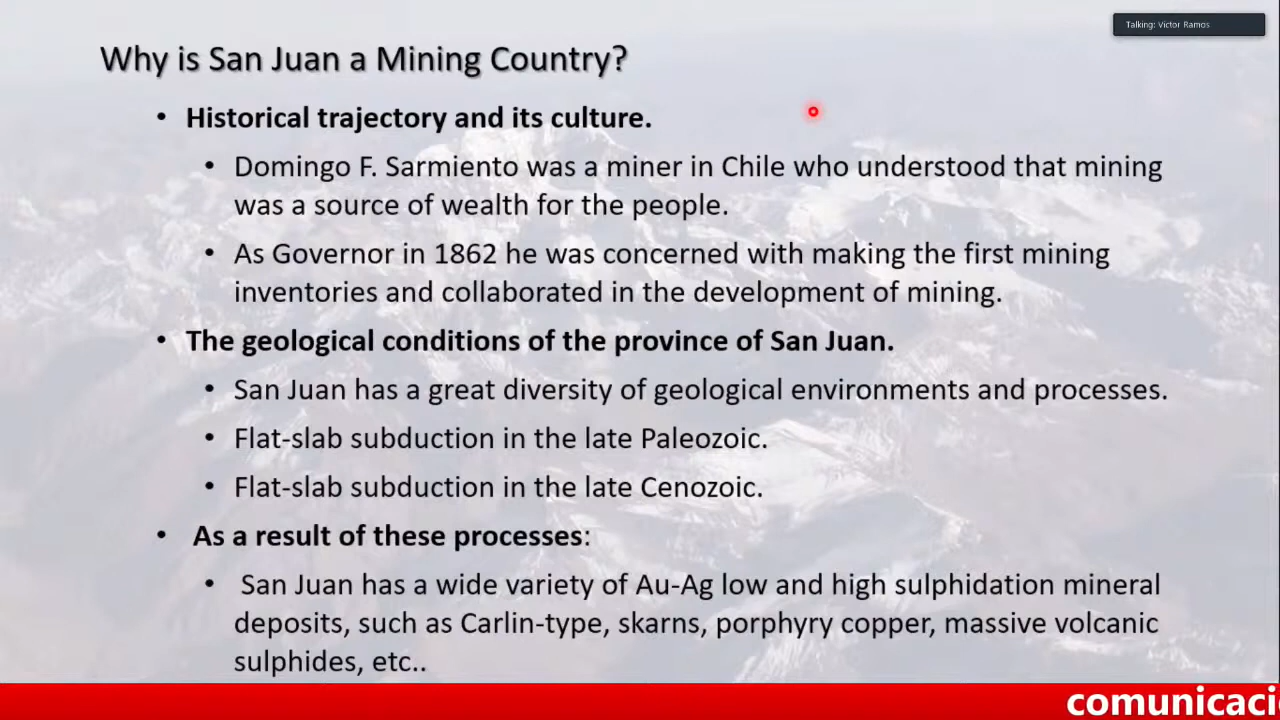 Talking: Victor Ramos
Why is San Juan a Mining Country?
• Historical trajectory and its culture.
• Domingo F. Sarmiento was a miner in Chile who understood that mining
was a source of wealth for the people.
• As Governor in 1862 he was concerned with making the first mining
inventories and collaborated in the development of mining.
• The geological conditions of the province of San Juan.
• San Juan has a great diversity of geological environments and processes.
• Flat-slab subduction in the late Paleozoic.
• Flat-slab subduction in the late Cenozoic.
• As a result of these processes:
• San Juan has a wide variety of Au-Ag low and high sulphidation mineral
deposits, such as Carlin-type, skarns, porphyry copper, massive volcanic
sulphides, etc..
comunicaci